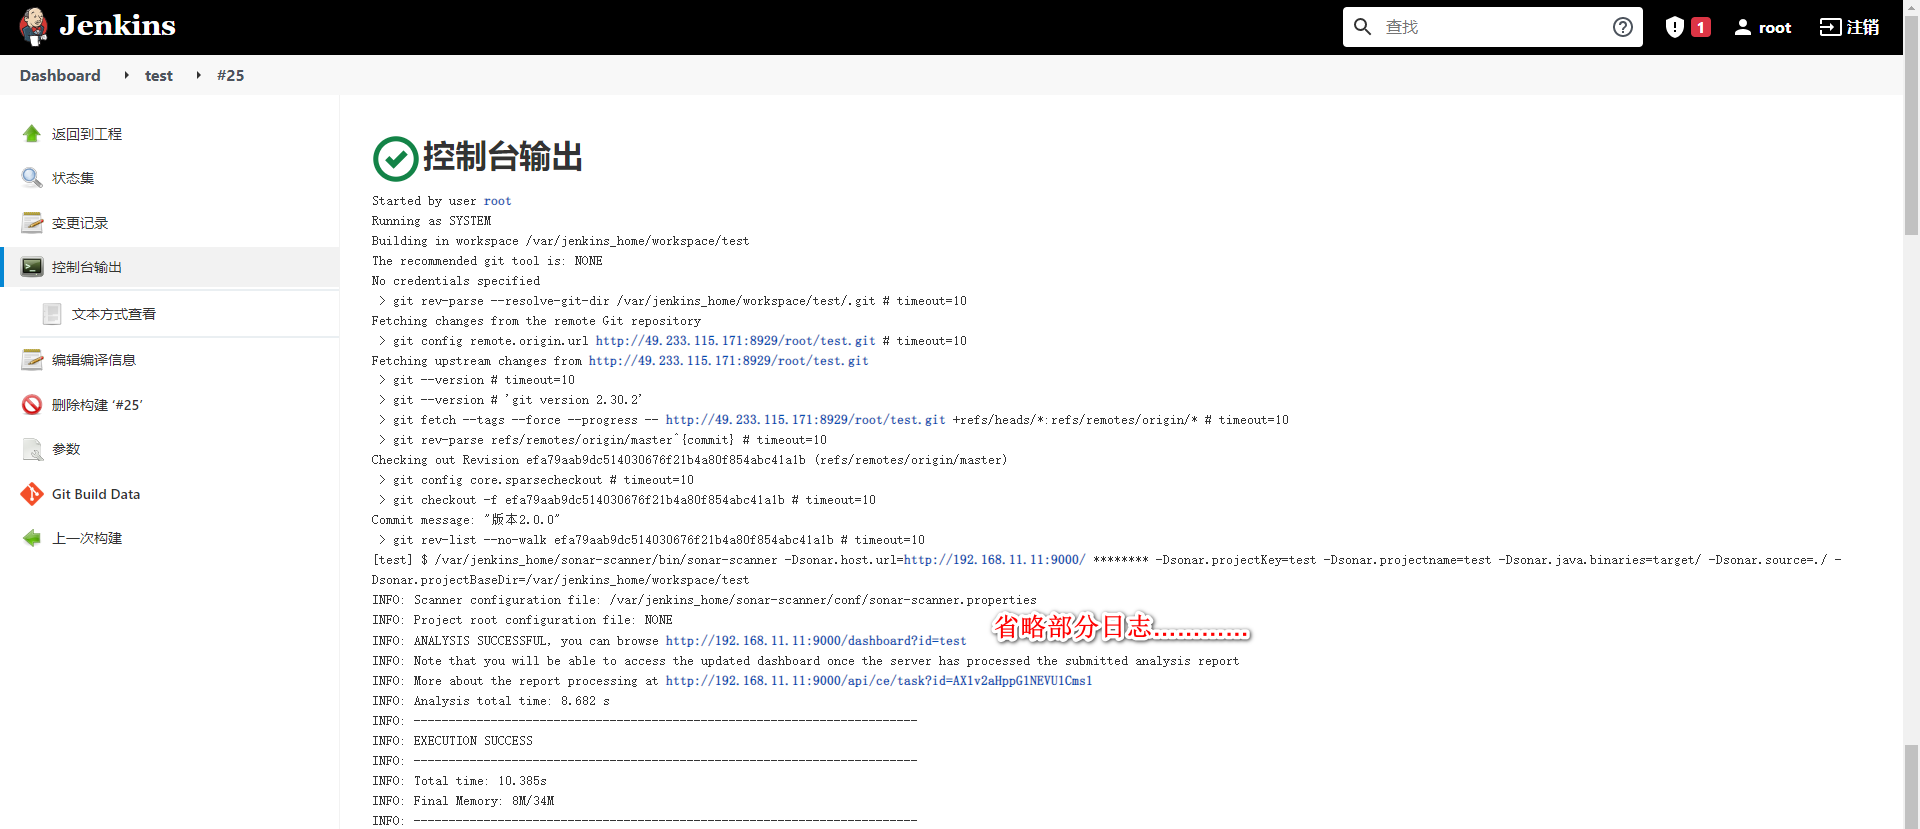 Jenkins
查找
1
root
注销
Dashboard
test
#25
返回到工程
状态集
变更记录
控制台输出
文本方式查看
编辑编译信息
删除构建 ‘#25’
参数
Git Build Data
上一次构建
控制台输出
Started by user root
Running as SYSTEM
Building in workspace /var/jenkins_home/workspace/test
The recommended git tool is: NONE
No credentials specified
> git rev-parse --resolve-git-dir /var/jenkins_home/workspace/test/.git # timeout=10
Fetching changes from the remote Git repository
> git config remote.origin.url http://49.233.115.171:8929/root/test.git # timeout=10
Fetching upstream changes from http://49.233.115.171:8929/root/test.git
> git --version # timeout=10
> git --version # 'git version 2.30.2'
> git fetch --tags --force --progress -- http://49.233.115.171:8929/root/test.git +refs/heads/*:refs/remotes/origin/* # timeout=10
> git rev-parse refs/remotes/origin/master^{commit} # timeout=10
Checking out Revision efa79aab9dc514030676f21b4a80f854abc41a1b (refs/remotes/origin/master)
> git config core.sparsecheckout # timeout=10
> git checkout -f efa79aab9dc514030676f21b4a80f854abc41a1b # timeout=10
Commit message: "版本2.0.0"
> git rev-list --no-walk efa79aab9dc514030676f21b4a80f854abc41a1b # timeout=10
[test] $ /var/jenkins_home/sonar-scanner/bin/sonar-scanner -Dsonar.host.url=http://192.168.11.11:9000/ ******** -Dsonar.projectKey=test -Dsonar.projectname=test -Dsonar.java.binaries=target/ -Dsonar.source=./ -
Dsonar.projectBaseDir=/var/jenkins_home/workspace/test
INFO: Scanner configuration file: /var/jenkins_home/sonar-scanner/conf/sonar-scanner.properties
INFO: Project root configuration file: NONE
省略部分日志............
INFO: ANALYSIS SUCCESSFUL, you can browse http://192.168.11.11:9000/dashboard?id=test
INFO: Note that you will be able to access the updated dashboard once the server has processed the submitted analysis report
INFO: More about the report processing at http://192.168.11.11:9000/api/ce/task?id=AX1v2aHppG1NEVU1Cms1
INFO: Analysis total time: 8.682 s
INFO: ------------------------------------------------------------------------
INFO: EXECUTION SUCCESS
INFO: ------------------------------------------------------------------------
INFO: Total time: 10.385s
INFO: Final Memory: 8M/34M
INFO: ------------------------------------------------------------------------